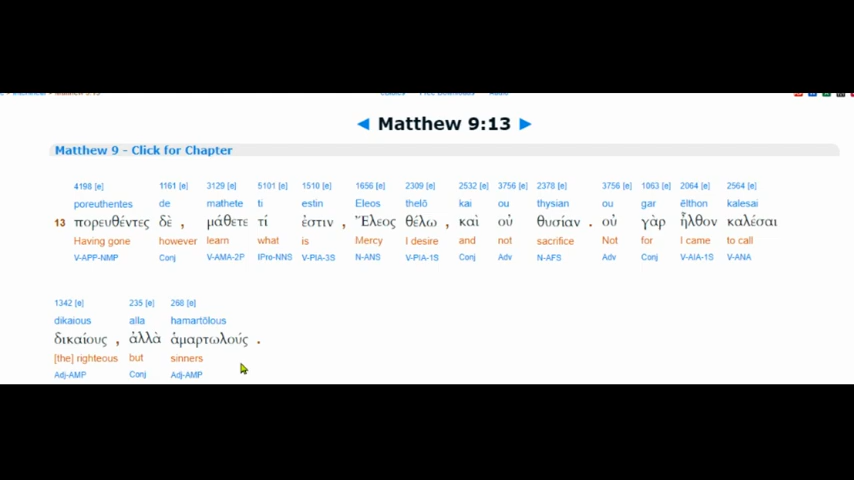 Matthew 9:13
◄ Matthew 9:13 ►
Matthew 9 - Click for Chapter
4198 [e] 1161 [e] 3129 [e] 5101 [e] 1510 [e] 1656 [e] 2309 [e] 2532 [e] 3756 [e] 2378 [e] 3756 [e] 1063 [e] 2064 [e] 2564 [e]
poreuthentes de mathete ti estin Eleos thelō kai ou thysian ou gar ēlthon kalesai
13 πορευθέντες δὲ , μάθετε τί ἐστιν , Ἔλεος θέλω , καὶ οὐ θυσίαν . οὐ γὰρ ἦλθον καλέσαι
Having gone however learn what is Mercy I desire and not sacrifice Not for I came to call
V-APP-NMP Conj V-AMA-2P IPro-NNS V-PIA-3S N-ANS V-PIA-1S Conj Adv N-AFS Adv Conj V-AIA-1S V-ANA
1342 [e] 235 [e] 268 [e]
dikaious alla hamartōlous
δικαίους , ἀλλὰ ἁμαρτωλούς .
[the] righteous but sinners
Adj-AMP Conj Adj-AMP